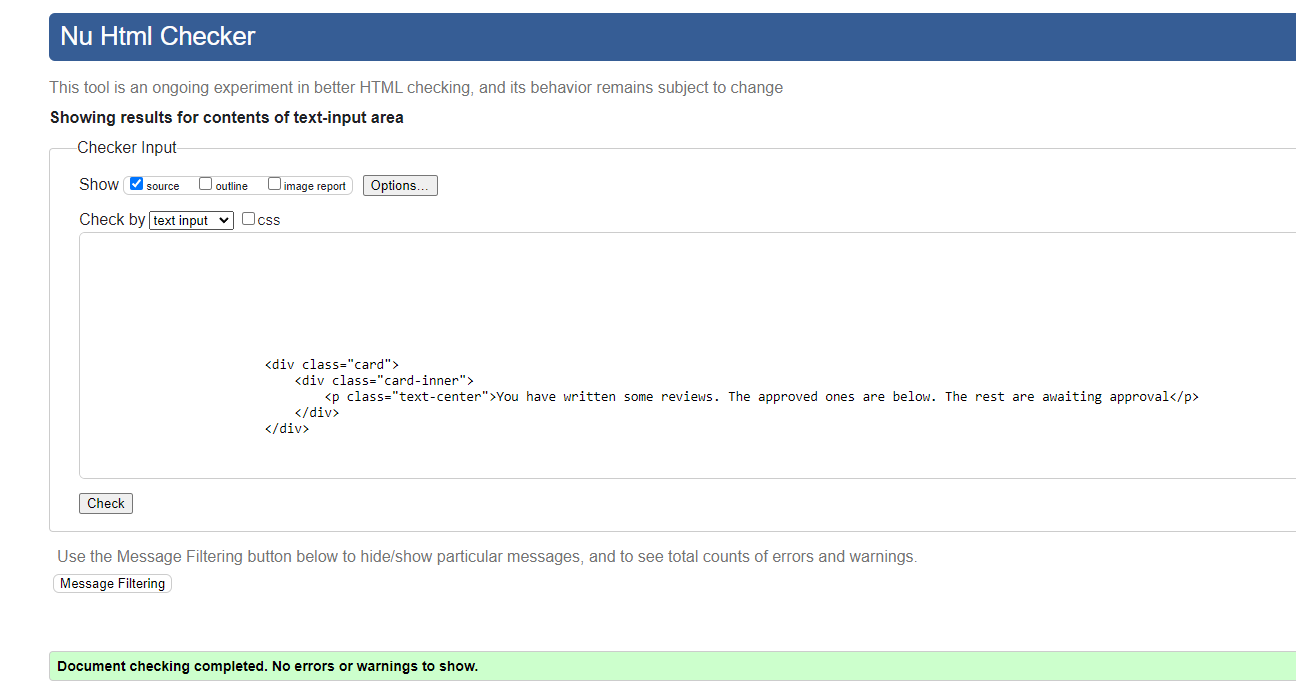 Nu Html Checker
This tool is an ongoing experiment in better HTML checking, and its behavior remains subject to change
Showing results for contents of text-input area
Checker Input
Show source outline image report Options...
Check by text input css
<div class="card">
<div class="card-inner">
<p class="text-center">You have written some reviews. The approved ones are below. The rest are awaiting approval</p>
</div>
</div>
Check
Use the Message Filtering button below to hide/show particular messages, and to see total counts of errors and warnings.
Message Filtering
Document checking completed. No errors or warnings to show.